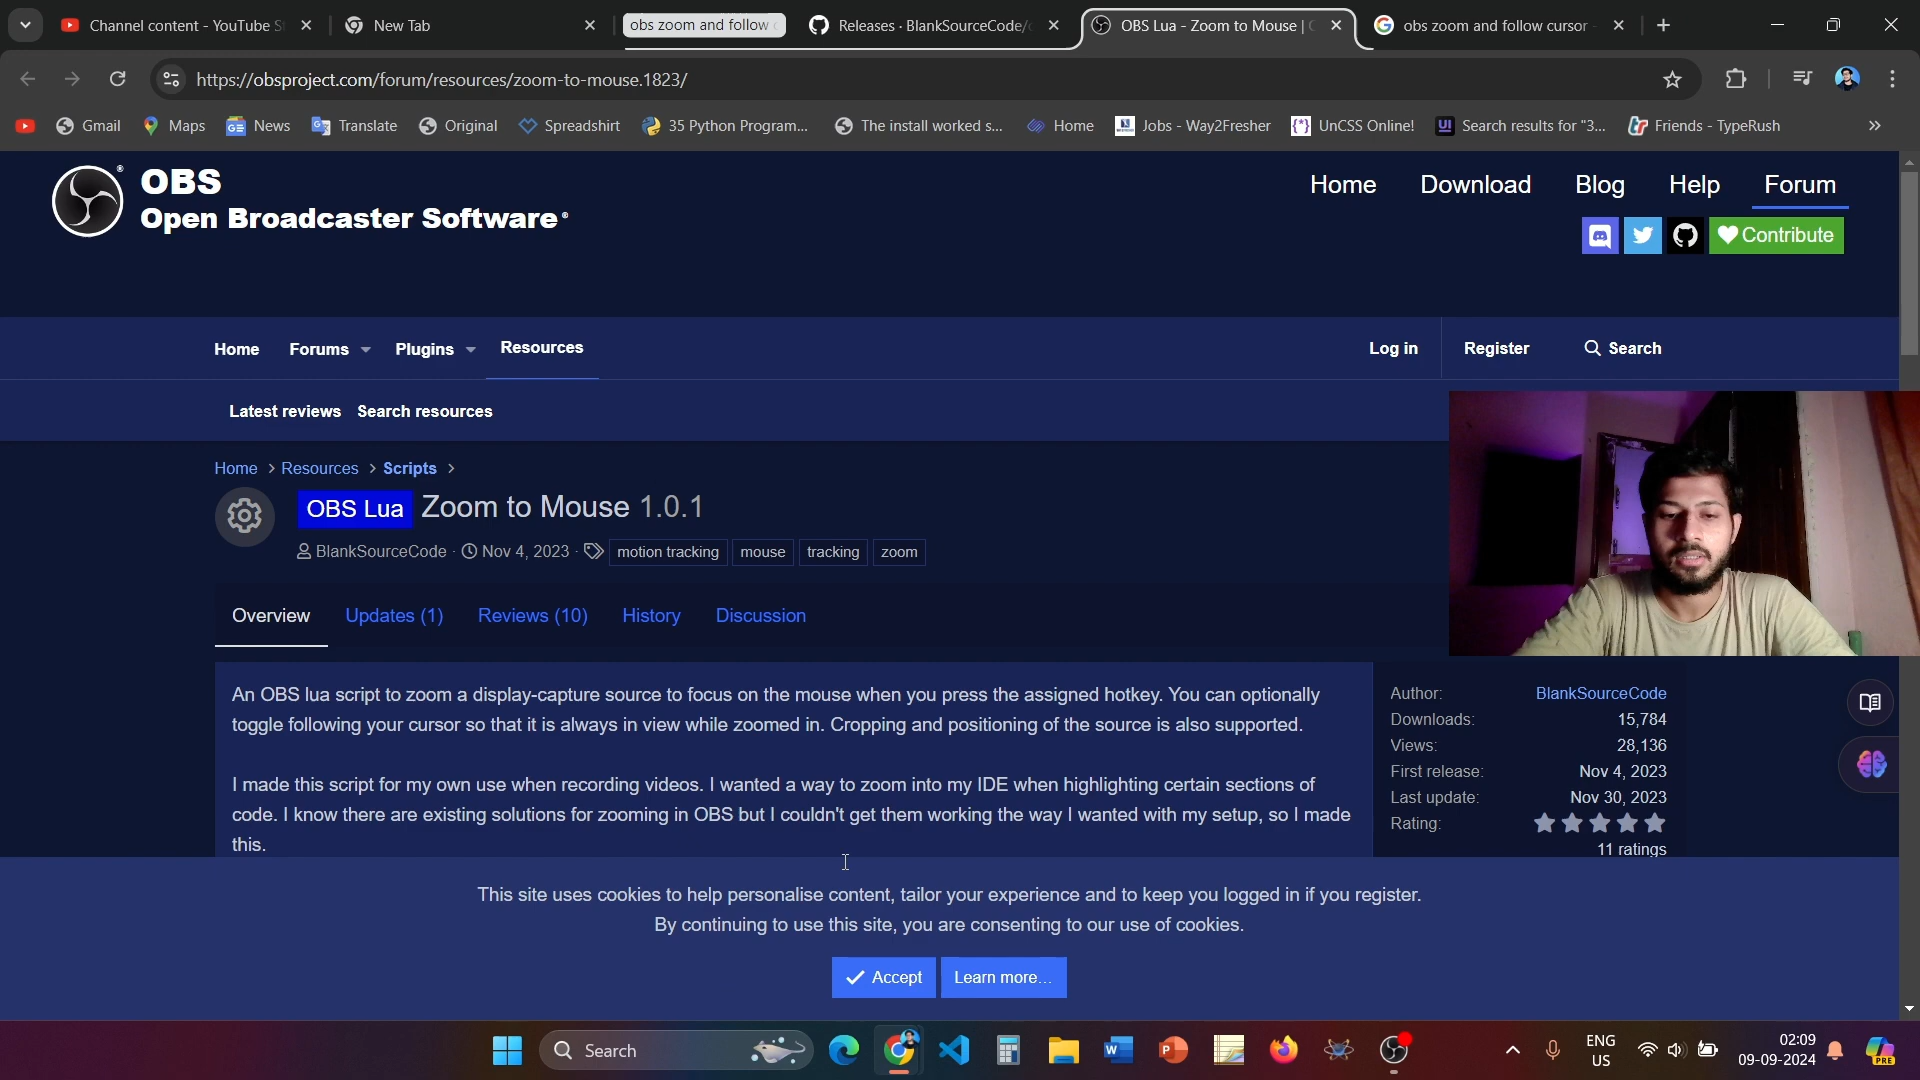 Channel content - YouTube S
New Tab
obs zoom and follow
Releases · BlankSourceCode/
OBS Lua - Zoom to Mouse |
obs zoom and follow cursor -
https://obsproject.com/forum/resources/zoom-to-mouse.1823/
Gmail
Maps
News
Translate
Original
Spreadshirt
35 Python Program...
The install worked s...
Home
Jobs - Way2Fresher
UnCSS Online!
Search results for "3...
Friends - TypeRush
»
OBS
Open Broadcaster Software®
Home Download Blog Help Forum
Contribute
Home Forums Plugins Resources
Log in Register Search
Latest reviews Search resources
Home > Resources > Scripts >
OBS Lua Zoom to Mouse 1.0.1
BlankSourceCode · Nov 4, 2023 · motion tracking mouse tracking zoom
Overview Updates (1) Reviews (10) History Discussion
An OBS lua script to zoom a display-capture source to focus on the mouse when you press the assigned hotkey. You can optionally
toggle following your cursor so that it is always in view while zoomed in. Cropping and positioning of the source is also supported.
I made this script for my own use when recording videos. I wanted a way to zoom into my IDE when highlighting certain sections of
code. I know there are existing solutions for zooming in OBS but I couldn't get them working the way I wanted with my setup, so I made
this.
Author: BlankSourceCode
Downloads: 15,784
Views: 28,136
First release: Nov 4, 2023
Last update: Nov 30, 2023
Rating:
11 ratings
This site uses cookies to help personalise content, tailor your experience and to keep you logged in if you register.
By continuing to use this site, you are consenting to our use of cookies.
Accept Learn more...
Search
ENG
US
02:09
09-09-2024
PRE